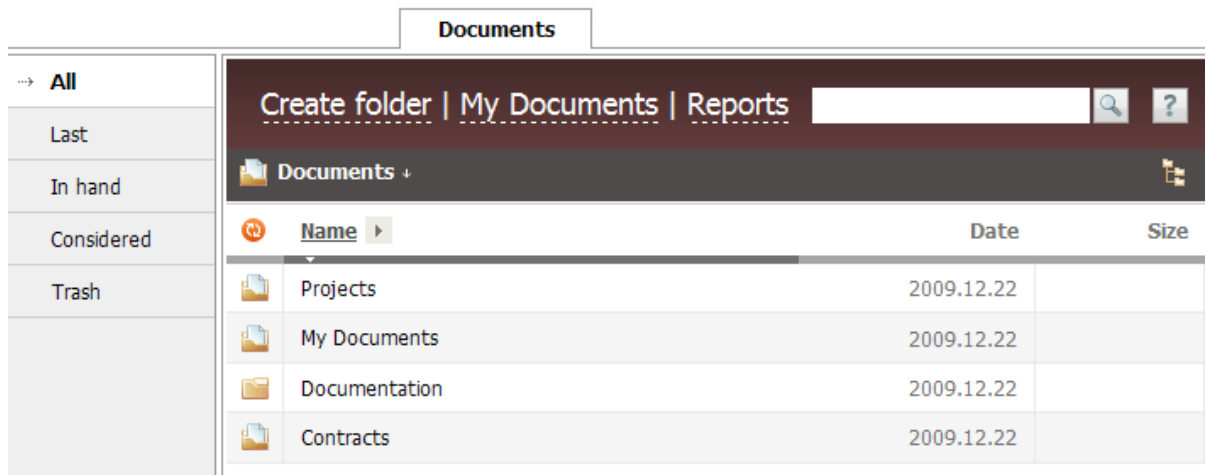 Documents
All
Last
In hand
Considered
Trash
Create folder | My Documents | Reports
?
Documents ↓
Name Date Size
Projects 2009.12.22
My Documents 2009.12.22
Documentation 2009.12.22
Contracts 2009.12.22